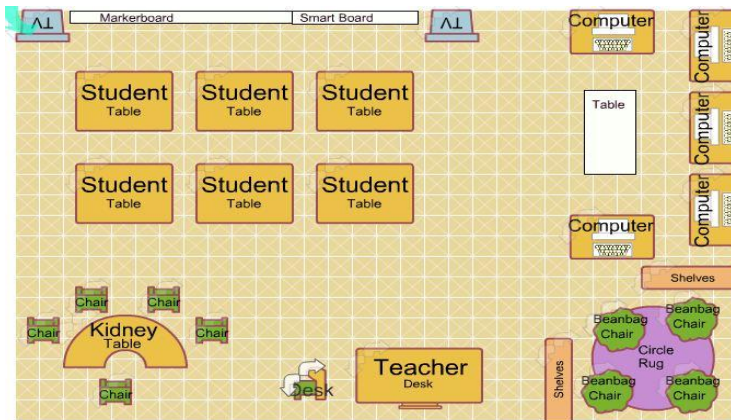 TV
Markerboard
Smart Board
TV
Computer
Computer
Student
Table
Student
Table
Student
Table
Table
Computer
Student
Table
Student
Table
Student
Table
Computer
Computer
Shelves
Chair
Chair
Chair
Chair
Kidney
Table
Chair
Desk
Teacher
Desk
Shelves
Beanbag
Chair
Beanbag
Chair
Circle
Rug
Beanbag
Chair
Beanbag
Chair